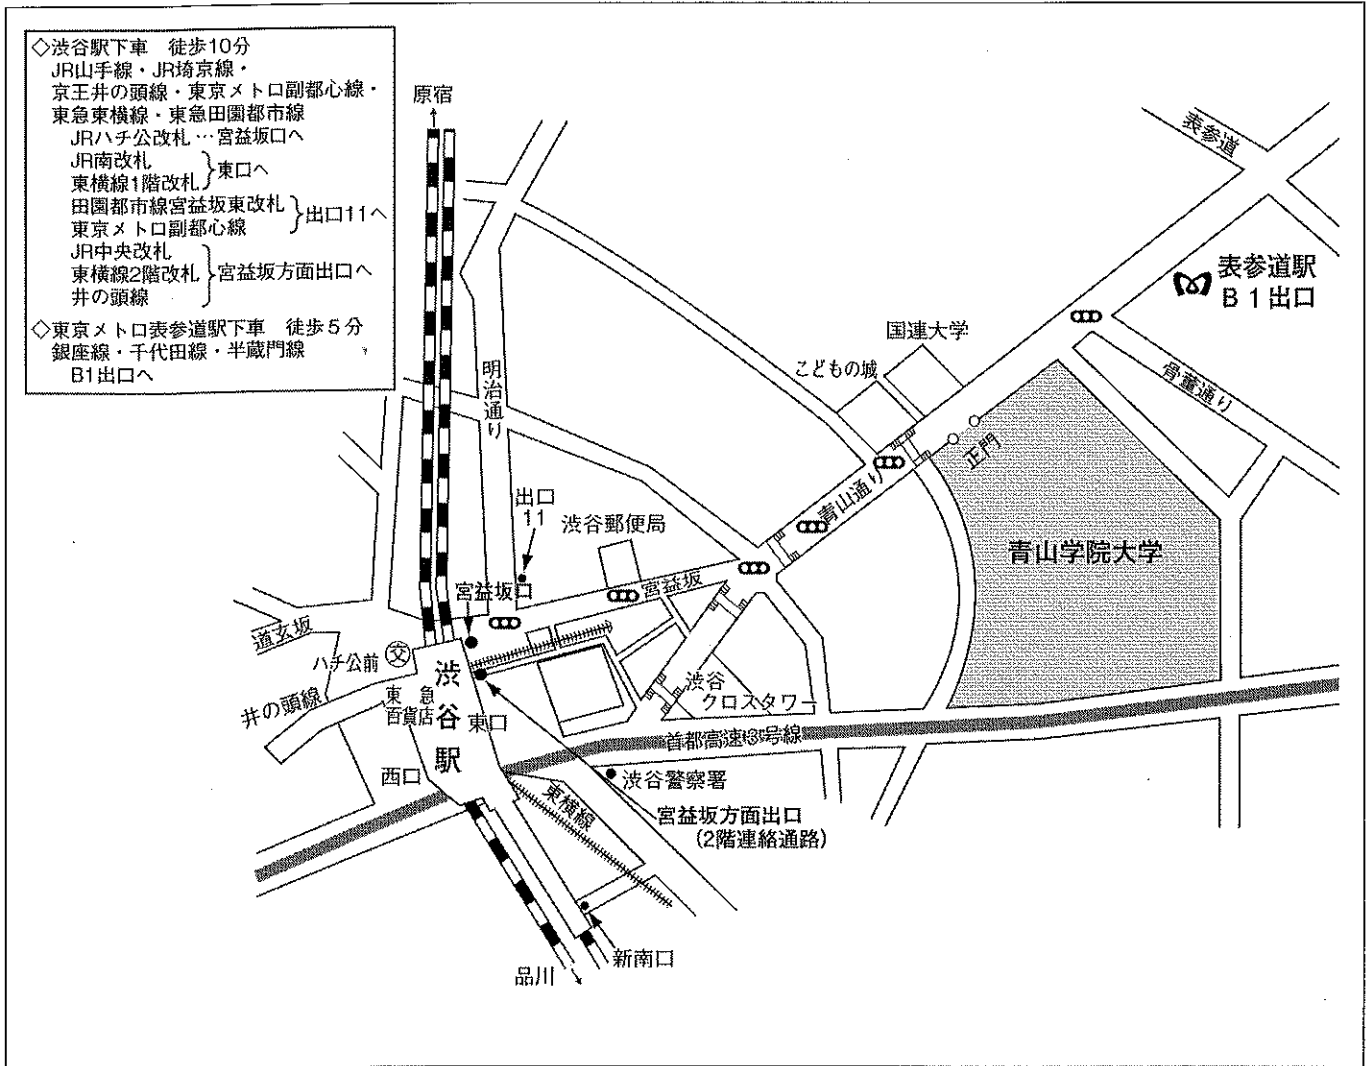 ◇渋谷駅下車 徒歩10分
JR山手線・JR埼京線・
京王井の頭線・東京メトロ副都心線・
東急東横線・東急田園都市線
JRハチ公改札…宮益坂口へ
JR南改札
東横線1階改札
東口へ
田園都市線宮益坂東改札
東京メトロ副都心線
出口11へ
JR中央改札
東横線2階改札
井の頭線
宮益坂方面出口へ
◇東京メトロ表参道駅下車 徒歩5分
銀座線・千代田線・半蔵門線
B1出口へ
原宿
表参道
表参道駅
B1出口
国連大学
こどもの城
骨董通り
明治通り
正門
青山通り
出口
11
渋谷郵便局
青山学院大学
宮益坂口
宮益坂
道玄坂
ハチ公前
交
渋谷駅
井の頭線
東急
百貨店
東口
渋谷
クロスタワー
首都高速3号線
西口
渋谷警察署
東横線
宮益坂方面出口
(2階連絡通路)
新南口
品川